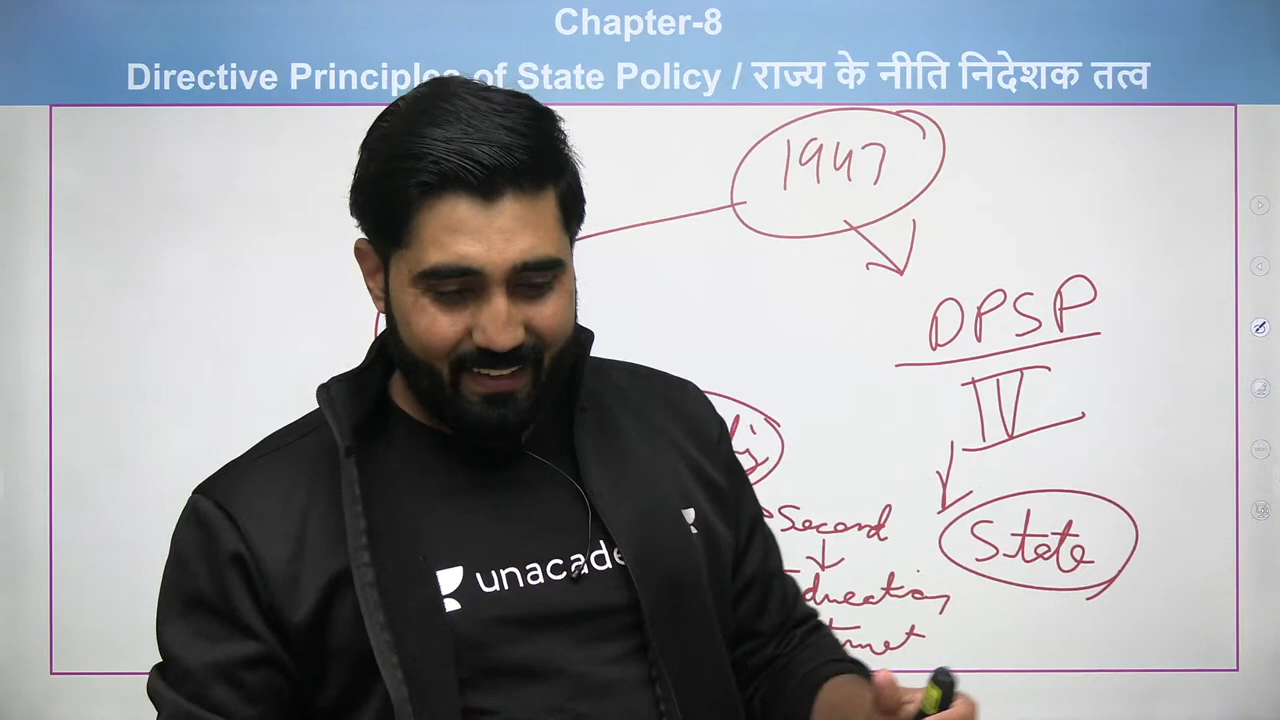 Chapter-8
Directive Principles of State Policy / राज्य के नीति निदेशक तत्व
1947
DPSP
IV
Second
State
unacade